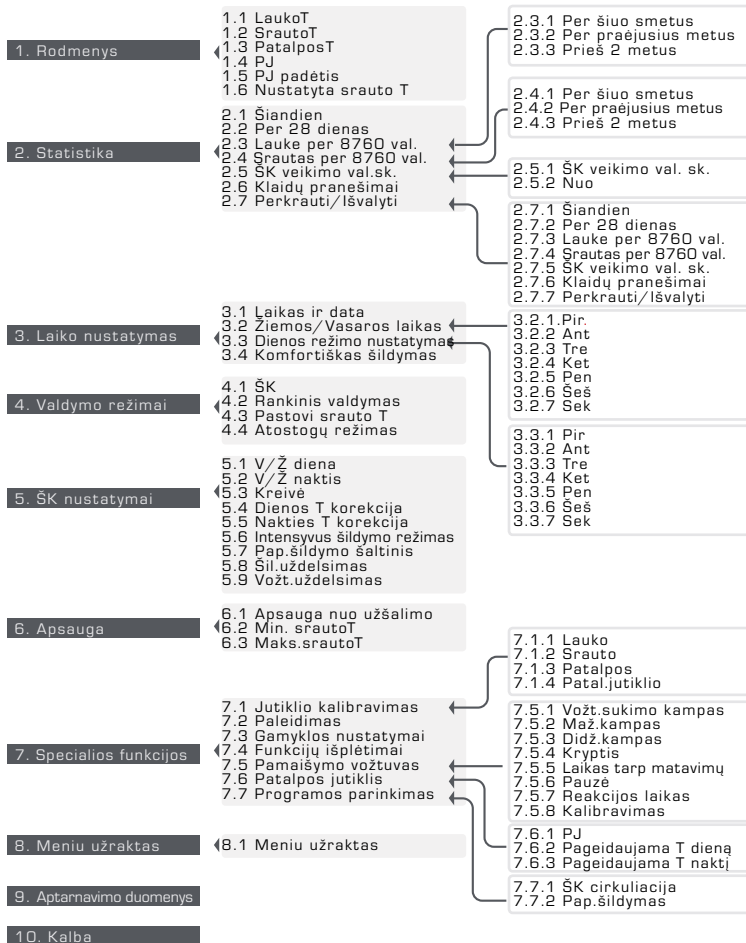 1. Rodmenys
1.1 LaukoT
1.2 SrautoT
1.3 PatalposT
1.4 PJ
1.5 PJ padėtis
1.6 Nustatyta srauto T
2. Statistika
2.1 Šiandien
2.2 Per 28 dienas
2.3 Lauke per 8760 val.
2.4 Srautas per 8760 val.
2.5 ŠK veikimo val.sk.
2.6 Klaidų pranešimai
2.7 Perkrauti/Išvalyti
2.3.1 Per šiuo smetus
2.3.2 Per praėjusius metus
2.3.3 Prieš 2 metus
2.4.1 Per šiuo smetus
2.4.2 Per praėjusius metus
2.4.3 Prieš 2 metus
2.5.1 ŠK veikimo val. sk.
2.5.2 Nuo
2.7.1 Šiandien
2.7.2 Per 28 dienas
2.7.3 Lauke per 8760 val.
2.7.4 Srautas per 8760 val.
2.7.5 ŠK veikimo val. sk.
2.7.6 Klaidų pranešimai
2.7.7 Perkrauti/Išvalyti
3. Laiko nustatymas
3.1 Laikas ir data
3.2 Žiemos/Vasaros laikas
3.3 Dienos režimo nustatymas
3.4 Komfortiškas šildymas
3.2.1.Pir.
3.2.2 Ant
3.2.3 Tre
3.2.4 Ket
3.2.5 Pen
3.2.6 Šeš
3.2.7 Sek
3.3.1 Pir
3.3.2 Ant
3.3.3 Tre
3.3.4 Ket
3.3.5 Pen
3.3.6 Šeš
3.3.7 Sek
4. Valdymo režimai
4.1 ŠK
4.2 Rankinis valdymas
4.3 Pastovi srauto T
4.4 Atostogų režimas
5. ŠK nustatymai
5.1 V/Ž diena
5.2 V/Ž naktis
5.3 Kreivė
5.4 Dienos T korekcija
5.5 Nakties T korekcija
5.6 Intensyvus šildymo režimas
5.7 Pap.šildymo šaltinis
5.8 Šil.uždelsimas
5.9 Vožt.uždelsimas
6. Apsauga
6.1 Apsauga nuo užšalimo
6.2 Min. srautoT
6.3 Maks.srautoT
7. Specialios funkcijos
7.1 Jutiklio kalibravimas
7.2 Paleidimas
7.3 Gamyklos nustatymai
7.4 Funkcijų išplėtimai
7.5 Pamaišymo vožtuvas
7.6 Patalpos jutiklis
7.7 Programos parinkimas
7.1.1 Lauko
7.1.2 Srauto
7.1.3 Patalpos
7.1.4 Patal.jutiklio
7.5.1 Vožt.sukimo kampas
7.5.2 Maž.kampas
7.5.3 Didž.kampas
7.5.4 Kryptis
7.5.5 Laikas tarp matavimų
7.5.6 Pauzė
7.5.7 Reakcijos laikas
7.5.8 Kalibravimas
7.6.1 PJ
7.6.2 Pageidaujama T dieną
7.6.3 Pageidaujama T naktį
7.7.1 ŠK cirkuliacija
7.7.2 Pap.šildymas
8. Meniu užraktas
8.1 Meniu užraktas
9. Aptarnavimo duomenys
10. Kalba